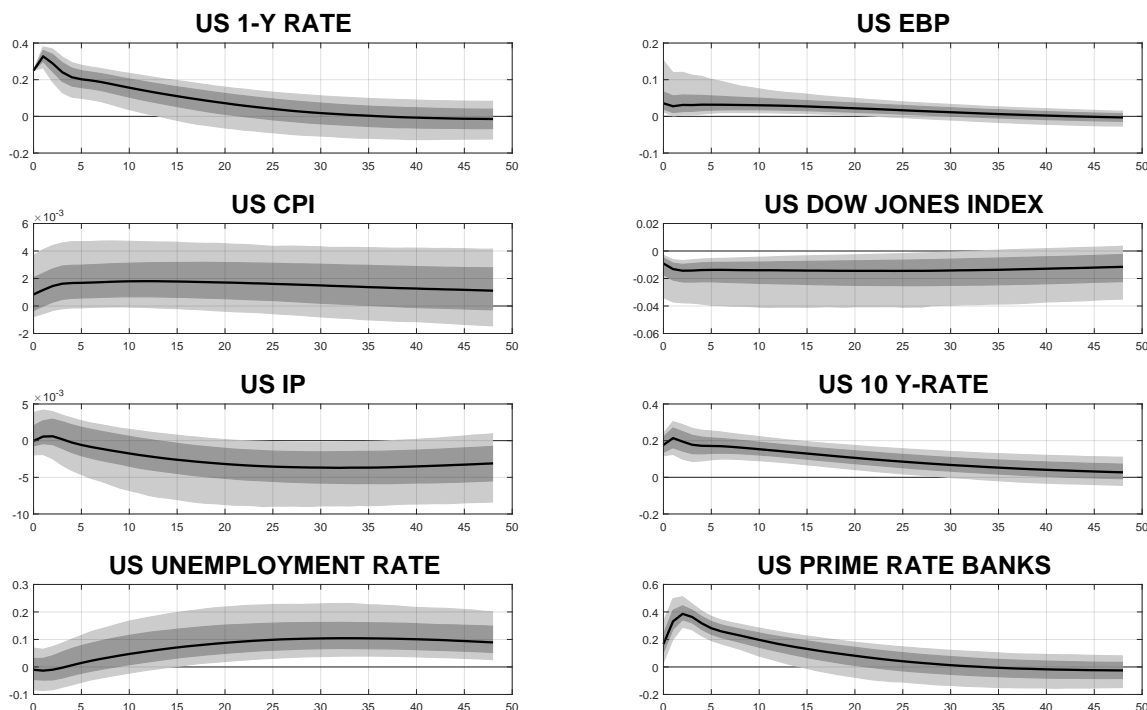 US 1-Y RATE
0.4
0.2
0
-0.2
0 5 10 15 20 25 30 35 40 45 50
US EBP
0.2
0.1
0
-0.1
0 5 10 15 20 25 30 35 40 45 50
US CPI
× 10⁻³
6
4
2
0
-2
0 5 10 15 20 25 30 35 40 45 50
US DOW JONES INDEX
0.02
0
-0.02
-0.04
-0.06
0 5 10 15 20 25 30 35 40 45 50
US IP
× 10⁻³
5
0
-5
-10
0 5 10 15 20 25 30 35 40 45 50
US 10 Y-RATE
0.4
0.2
0
-0.2
0 5 10 15 20 25 30 35 40 45 50
US UNEMPLOYMENT RATE
0.3
0.2
0.1
0
-0.1
0 5 10 15 20 25 30 35 40 45 50
US PRIME RATE BANKS
0.6
0.4
0.2
0
-0.2
0 5 10 15 20 25 30 35 40 45 50